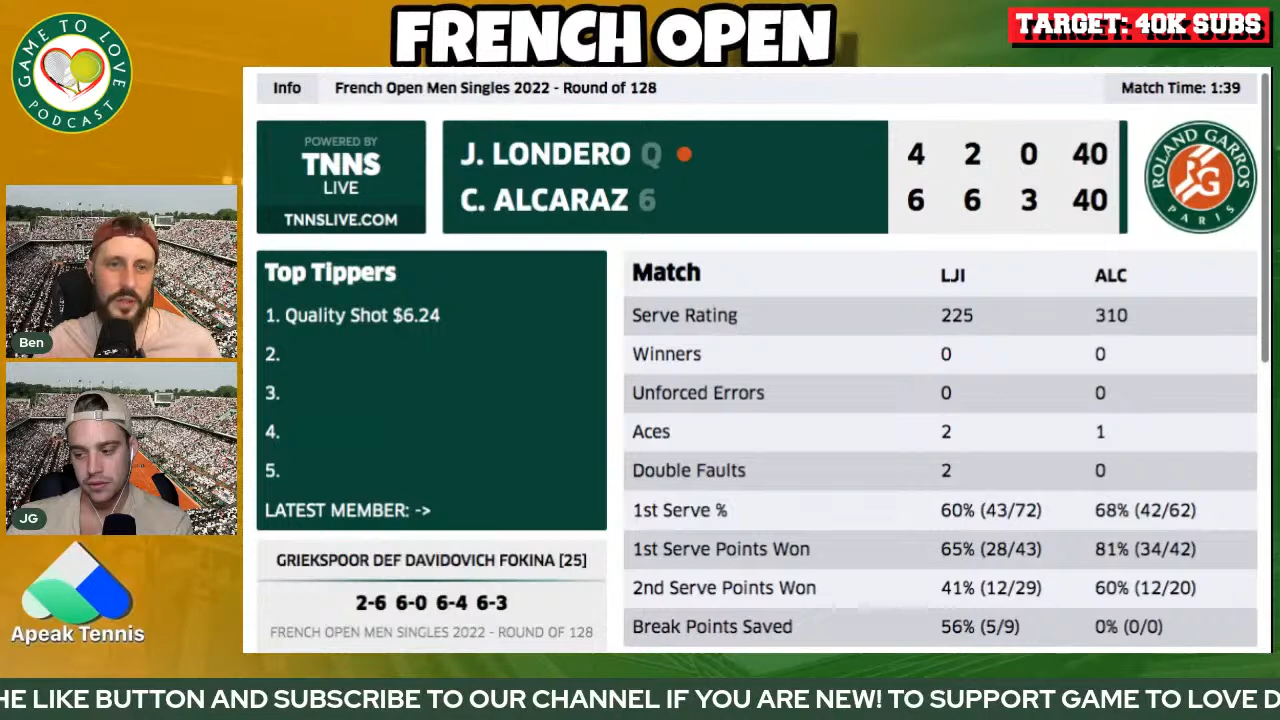 GAME TO LOVE
PODCAST
FRENCH OPEN
TARGET: 40K SUBS
Info
French Open Men Singles 2022 - Round of 128
Match Time: 1:39
POWERED BY
TNNS
LIVE
TNNSLIVE.COM
J. LONDERO Q 4 2 0 40
C. ALCARAZ 6 6 6 3 40
ROLAND GARROS
RG
PARIS
Ben
JG
Apeak Tennis
Top Tippers
1. Quality Shot $6.24
2.
3.
4.
5.
LATEST MEMBER: ->
GRIEKSPOOR DEF DAVIDOVICH FOKINA [25]
2-6 6-0 6-4 6-3
FRENCH OPEN MEN SINGLES 2022 - ROUND OF 128
Match LJI ALC
Serve Rating 225 310
Winners 0 0
Unforced Errors 0 0
Aces 2 1
Double Faults 2 0
1st Serve % 60% (43/72) 68% (42/62)
1st Serve Points Won 65% (28/43) 81% (34/42)
2nd Serve Points Won 41% (12/29) 60% (12/20)
Break Points Saved 56% (5/9) 0% (0/0)
HE LIKE BUTTON AND SUBSCRIBE TO OUR CHANNEL IF YOU ARE NEW! TO SUPPORT GAME TO LOVE D